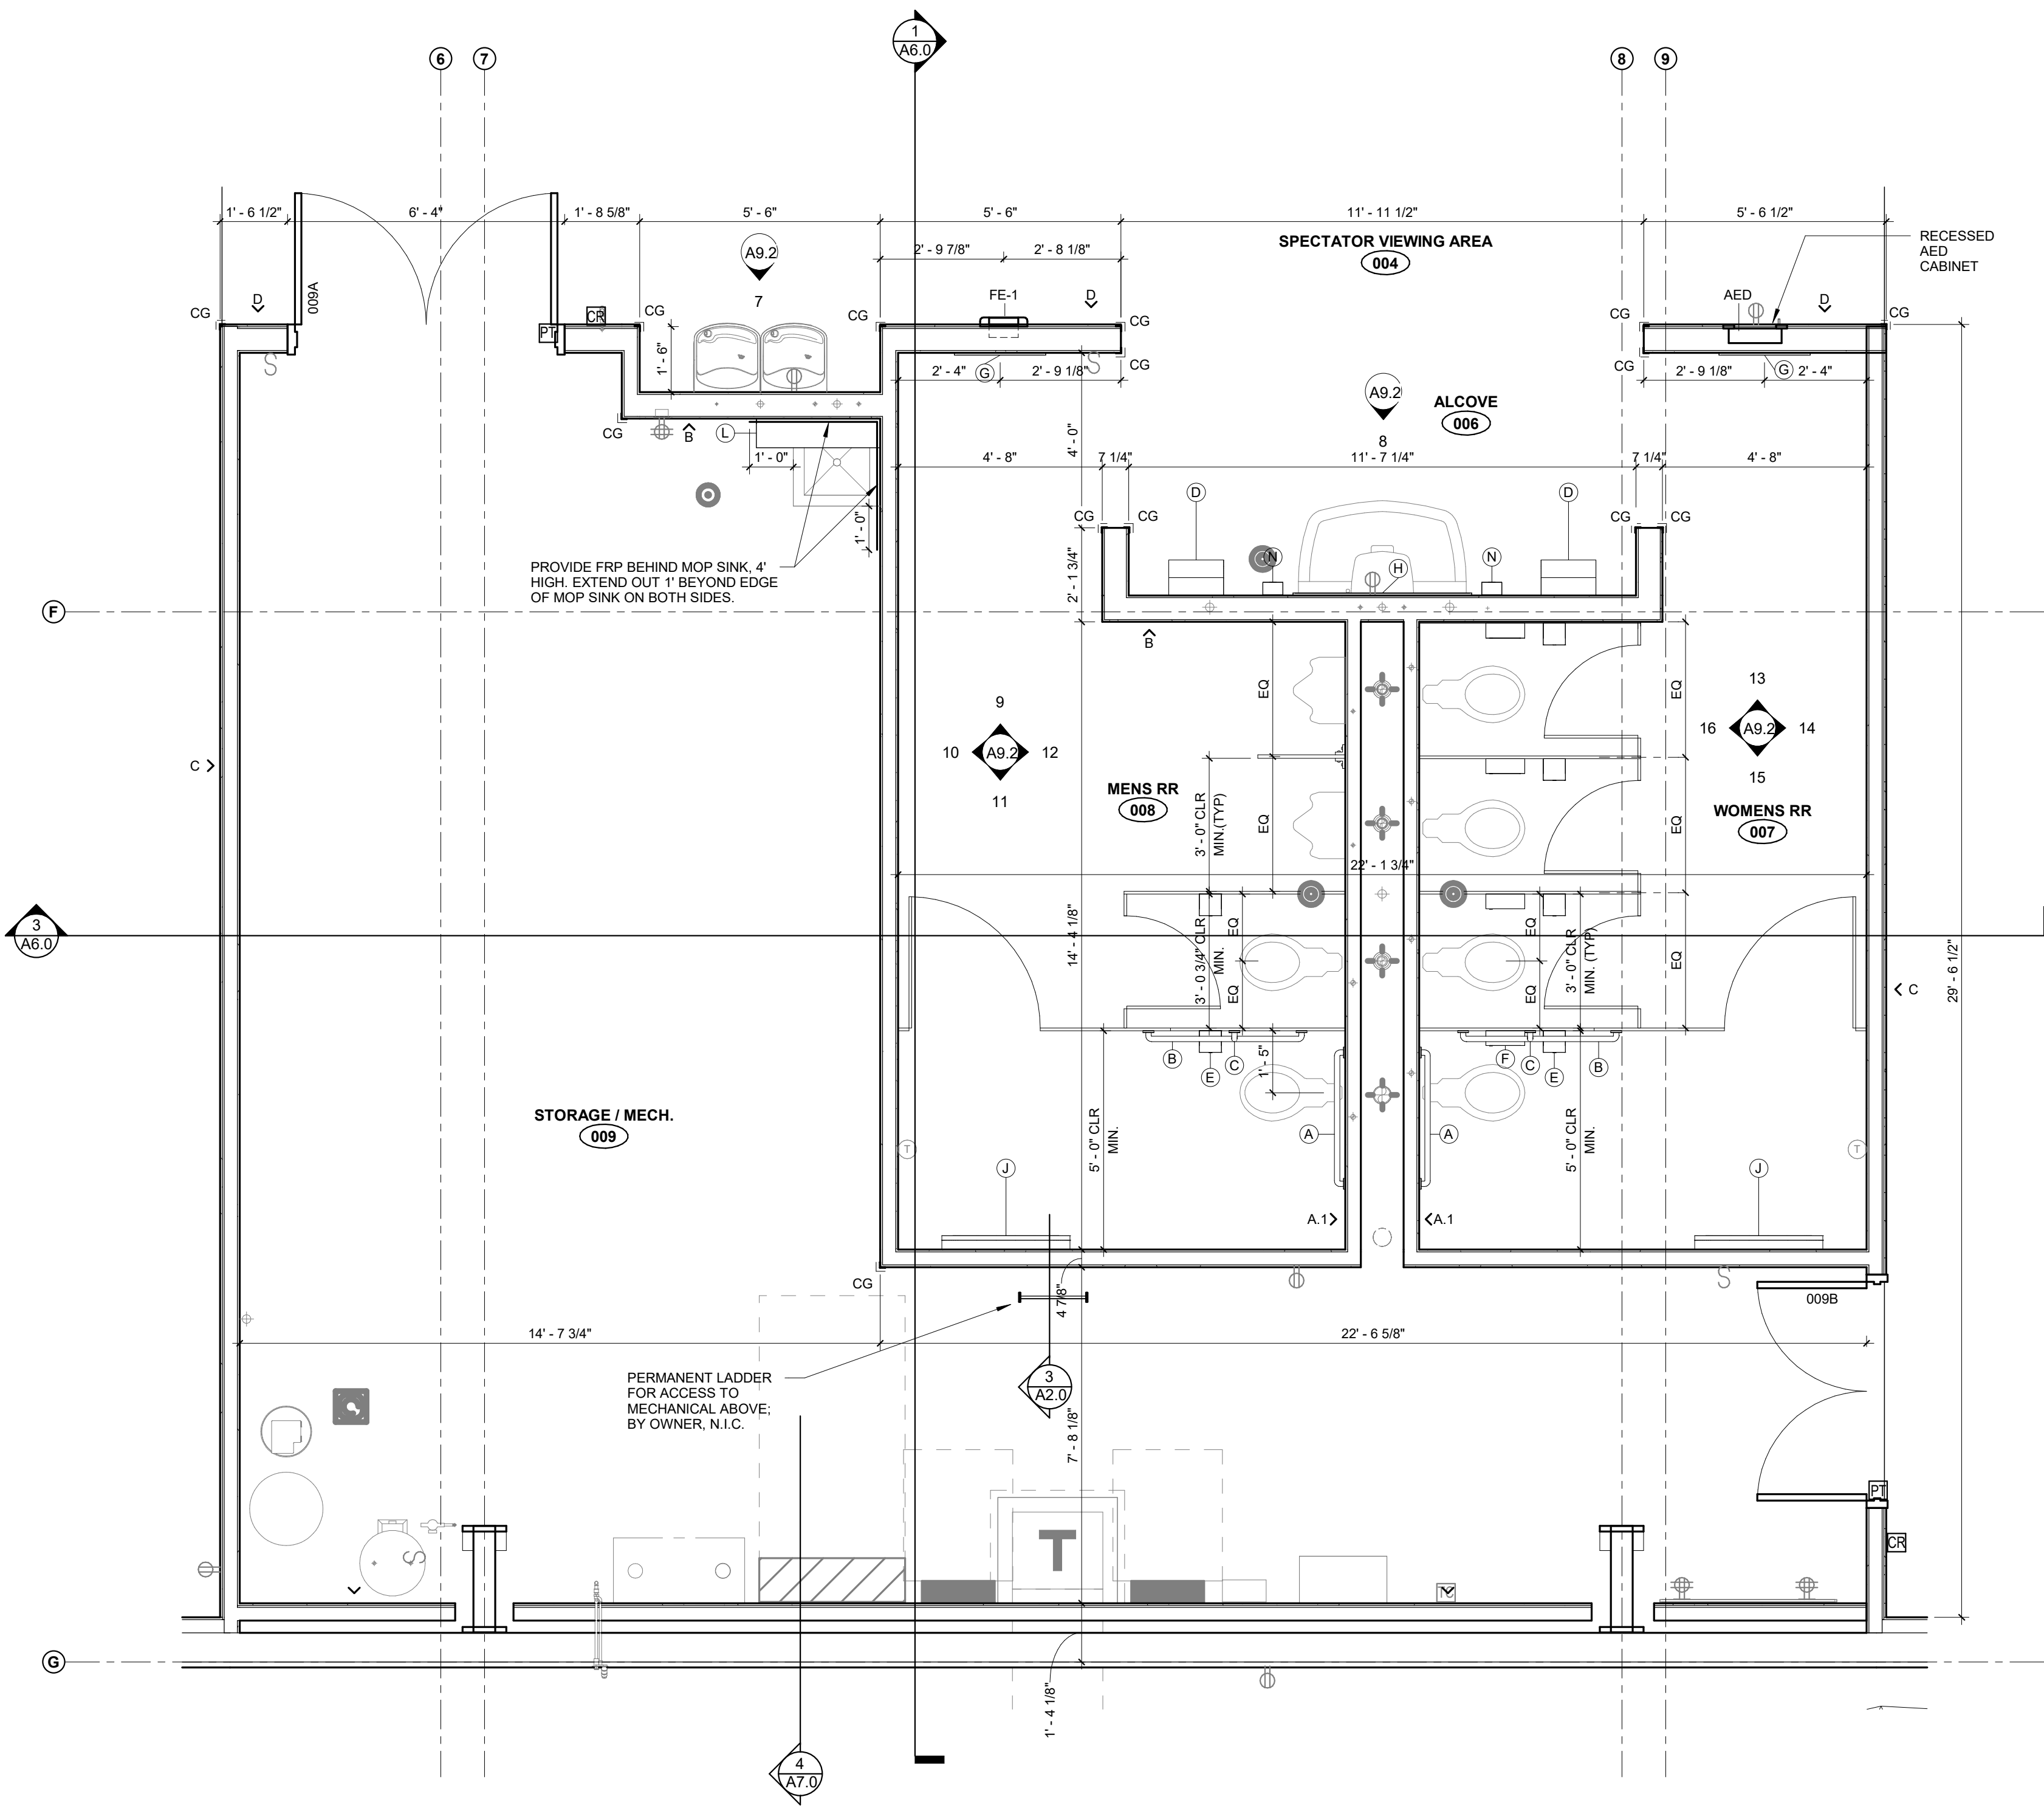 1
A6.0
6
7
8
9
1' - 6 1/2"
6' - 4"
1' - 8 5/8"
5' - 6"
5' - 6"
11' - 11 1/2"
5' - 6 1/2"
SPECTATOR VIEWING AREA
004
RECESSED
AED
CABINET
A9.2
7
2' - 9 7/8"
2' - 8 1/8"
D
009A
CG
PT
CR
CG
CG
FE-1
D
CG
CG
AED
D
CG
1' - 6"
S
CG
2' - 4"
G
2' - 9 1/8"
S
CG
CG
2' - 9 1/8"
G
2' - 4"
A9.2
8
ALCOVE
006
CG
B
L
1' - 0"
1' - 0"
4' - 0"
4' - 8"
7 1/4"
11' - 7 1/4"
7 1/4"
4' - 8"
D
D
CG
CG
CG
CG
N
H
N
2' - 1 3/4"
PROVIDE FRP BEHIND MOP SINK, 4'
HIGH. EXTEND OUT 1' BEYOND EDGE
OF MOP SINK ON BOTH SIDES.
F
B
EQ
EQ
9
10
A9.2
12
11
13
16
A9.2
14
15
C
MENS RR
008
3' - 0" CLR
MIN.(TYP)
EQ
EQ
WOMENS RR
007
22' - 1 3/4"
3
A6.0
14' - 4 1/8"
3' - 0 3/4" CLR
MIN.
EQ
EQ
EQ
EQ
3' - 0" CLR
MIN. (TYP)
EQ
29' - 6 1/2"
C
B
E
C
1' - 5"
F
C
E
B
STORAGE / MECH.
009
5' - 0" CLR
MIN.
A
A
5' - 0" CLR
MIN.
T
T
J
J
A.1
A.1
CG
4 7/8"
S
009B
14' - 7 3/4"
22' - 6 5/8"
PERMANENT LADDER
FOR ACCESS TO
MECHANICAL ABOVE;
BY OWNER, N.I.C.
3
A2.0
7' - 8 1/8"
PT
CR
T
S
G
1' - 4 1/8"
4
A7.0